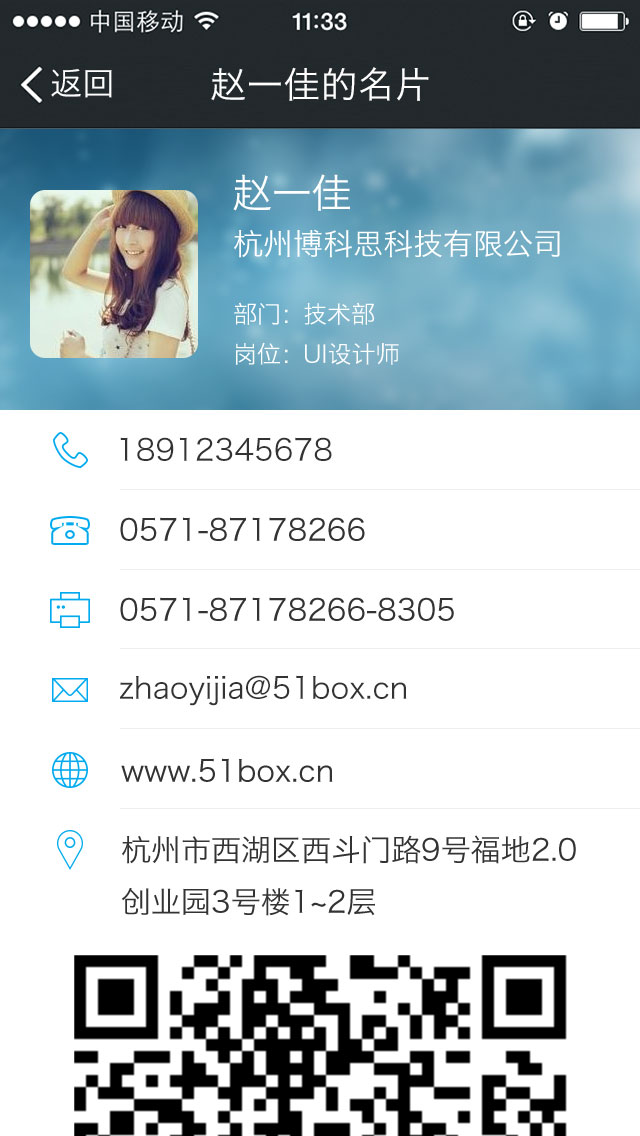 中国移动 11:33
返回 赵一佳的名片
赵一佳
杭州博科思科技有限公司
部门：技术部
岗位：UI设计师
18912345678
0571-87178266
0571-87178266-8305
zhaoyijia@51box.cn
www.51box.cn
杭州市西湖区西斗门路9号福地2.0
创业园3号楼1~2层